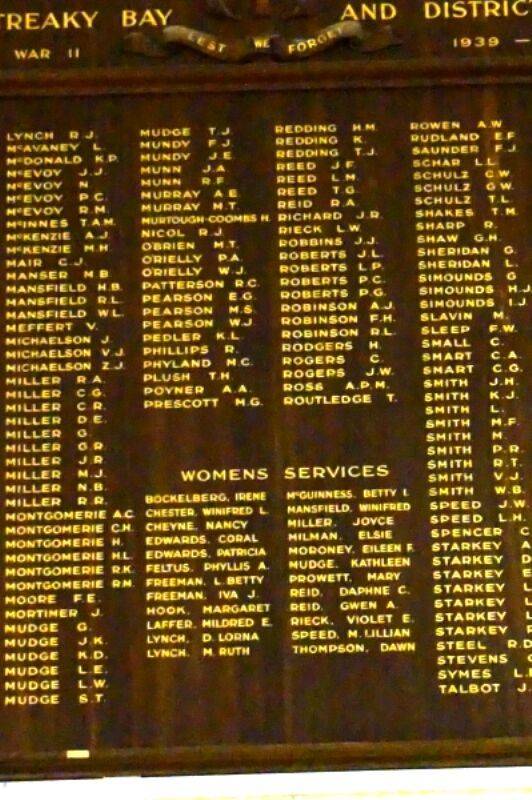 TREAKY BAY AND DISTRIC
LEST WE FORGET
WAR II 1939 –
LYNCH R.J.
McAVANEY L.
McDONALD K.P.
McEVOY J.J.
McEVOY N.
McEVOY P.C.
McEVOY R.M.
McINNES T.A.M.
McKENZIE A.J.
McKENZIE M.H.
MAIR C.J.
MANSER M.B.
MANSFIELD H.B.
MANSFIELD R.L.
MANSFIELD W.L.
MEFFERT V.
MICHAELSON J.
MICHAELSON V.J.
MICHAELSON Z.J.
MILLER R.A.
MILLER C.G.
MILLER C.R.
MILLER D.E.
MILLER G.
MILLER G.R.
MILLER J.R.
MILLER M.J.
MILLER N.B.
MILLER R.R.
MONTGOMERIE A.C.
MONTGOMERIE C.H.
MONTGOMERIE H.
MONTGOMERIE H.L.
MONTGOMERIE R.K.
MONTGOMERIE R.N.
MOORE F.E.
MORTIMER J.
MUDGE G.
MUDGE J.K.
MUDGE K.D.
MUDGE L.E.
MUDGE L.W.
MUDGE S.T.
MUDGE T.J.
MUNDY F.J.
MUNDY J.E.
MUNN J.A.
MUNN R.F.
MURRAY A.E.
MURRAY M.T.
MURTOUGH-COOMBS H.
NICOL R.J.
O'BRIEN M.T.
O'RIELLY P.A.
O'RIELLY W.J.
PATTERSON R.C.
PEARSON E.G.
PEARSON M.S.
PEARSON W.J.
PEDLER K.L.
PHILLIPS R.
PHYLAND M.C.
PLUSH T.H.
POYNER A.A.
PRESCOTT M.G.
REDDING H.M.
REDDING K.
REDDING T.J.
REED J.F.
REED L.M.
REED T.G.
REID R.A.
RICHARD J.R.
RIECK L.W.
ROBBINS J.J.
ROBERTS J.L.
ROBERTS L.P.
ROBERTS P.C.
ROBERTS P.G.
ROBINSON A.J.
ROBINSON F.H.
ROBINSON R.L.
RODGERS H.
ROGERS C.
ROGERS J.W.
ROSS A.P.M.
ROUTLEDGE T.
ROWEN A.W.
RUDLAND E.F.
SAUNDER F.J.
SCHAR L.L.
SCHULZ C.W.
SCHULZ G.W.
SCHULZ T.L.
SHAKES T.M.
SHARP R.
SHAW G.H.
SHERIDAN G.
SHERIDAN L.
SIMOUNDS G.
SIMOUNDS H.J.
SIMOUNDS I.J.
SLAVIN M.
SLEEP F.W.
SMALL C.
SMART C.A.
SMART C.G.
SMITH J.H.
SMITH K.J.
SMITH L.
SMITH M.F.
SMITH M.
SMITH P.R.
SMITH R.T.
SMITH V.J.
SMITH W.B.
SPEED J.W.
SPEED L.H.
SPENCER C.
STARKEY A
STARKEY D
STARKEY E
STARKEY
STARKEY L
STARKEY L
STARKEY
STEEL R.D
STEVENS
SYMES L.
TALBOT J.
WOMENS SERVICES
BOCKELBERG, IRENE
CHESTER, WINIFRED L.
CHEYNE, NANCY
EDWARDS, CORAL
EDWARDS, PATRICIA
FELTUS, PHYLLIS A.
FREEMAN, L. BETTY
FREEMAN, IVA J.
HOOK, MARGARET
LAFFER, MILDRED E.
LYNCH, D. LORNA
LYNCH, M. RUTH
McGUINNESS, BETTY I.
MANSFIELD, WINIFRED
MILLER, JOYCE
MILMAN, ELSIE
MORONEY, EILEEN F.
MUDGE, KATHLEEN
PROWETT, MARY
REID, DAPHNE C.
REID, GWEN A.
RIECK, VIOLET E.
SPEED, M. LILLIAN
THOMPSON, DAWN